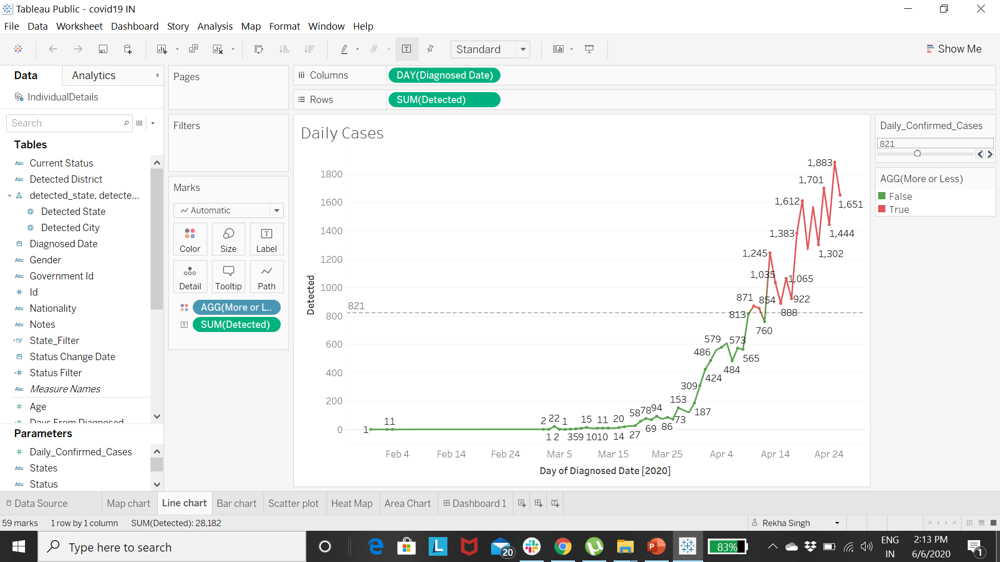 Tableau Public - covid19 IN
File Data Worksheet Dashboard Story Analysis Map Format Window Help
Standard
Show Me
Data
Analytics
IndividualDetails
Search
Tables
Abc Current Status
Abc Detected District
detected_state, detecte...
Detected State
Detected City
Diagnosed Date
Abc Gender
Abc Government Id
# Id
Abc Nationality
Abc Notes
=T|F State_Filter
Status Change Date
=# Status Filter
Abc Measure Names
# Age
=# Days From Diagnosed
Parameters
# Daily_Confirmed_Cases
Abc States
Abc Status
Pages
Filters
Marks
Automatic
Color
Size
T
Label
Detail
Tooltip
Path
AGG(More or L..
T SUM(Detected)
Columns
DAY(Diagnosed Date)
Rows
SUM(Detected)
Daily Cases
Detected
1800
1600
1400
1200
1000
800
600
400
200
0
821
1
11
2
22
1
1 2
359
15
1010
11
20
14
27
58
78
94
69
86
73
153
187
309
424
486
579
484
573
565
813
871
854
760
1,245
1,035
888
1,065
922
1,383
1,612
1,302
1,701
1,444
1,883
1,651
Feb 4
Feb 14
Feb 24
Mar 5
Mar 15
Mar 25
Apr 4
Apr 14
Apr 24
Day of Diagnosed Date [2020]
Daily_Confirmed_Cases
821
AGG(More or Less)
False
True
Data Source
Map chart
Line chart
Bar chart
Scatter plot
Heat Map
Area Chart
Dashboard 1
59 marks 1 row by 1 column SUM(Detected): 28,182
Rekha Singh
Type here to search
L
20
P
83%
ENG
IN
2:13 PM
6/6/2020
1